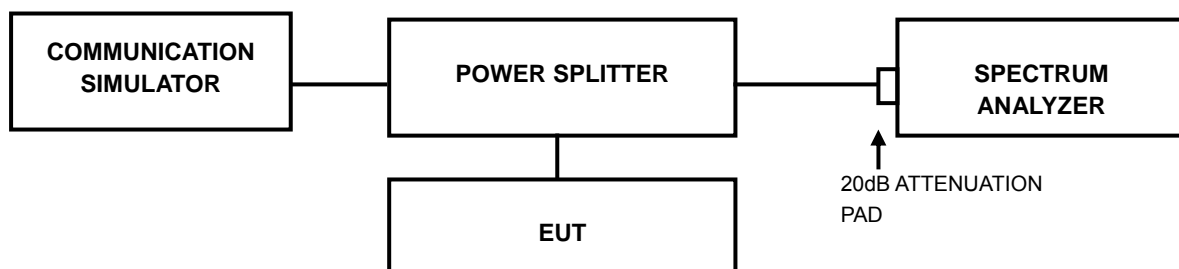 COMMUNICATION
SIMULATOR
POWER SPLITTER
SPECTRUM
ANALYZER
20dB ATTENUATION
PAD
EUT